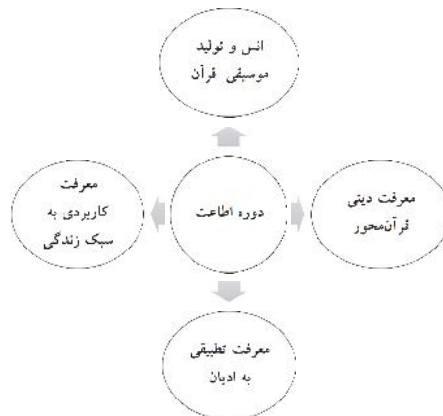 انس و تولید
موسیقی قرآن
معرفت دینی
قرآن‌محور
دوره اطاعت
معرفت
کاربردی به
سبک زندگی
معرفت تطبیقی
به ادیان